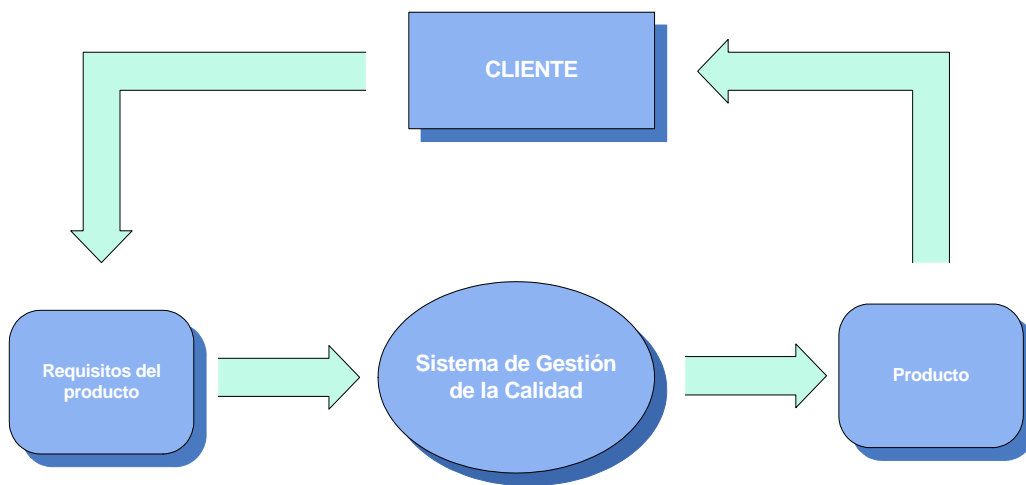 CLIENTE
Requisitos del
producto
Sistema de Gestión
de la Calidad
Producto